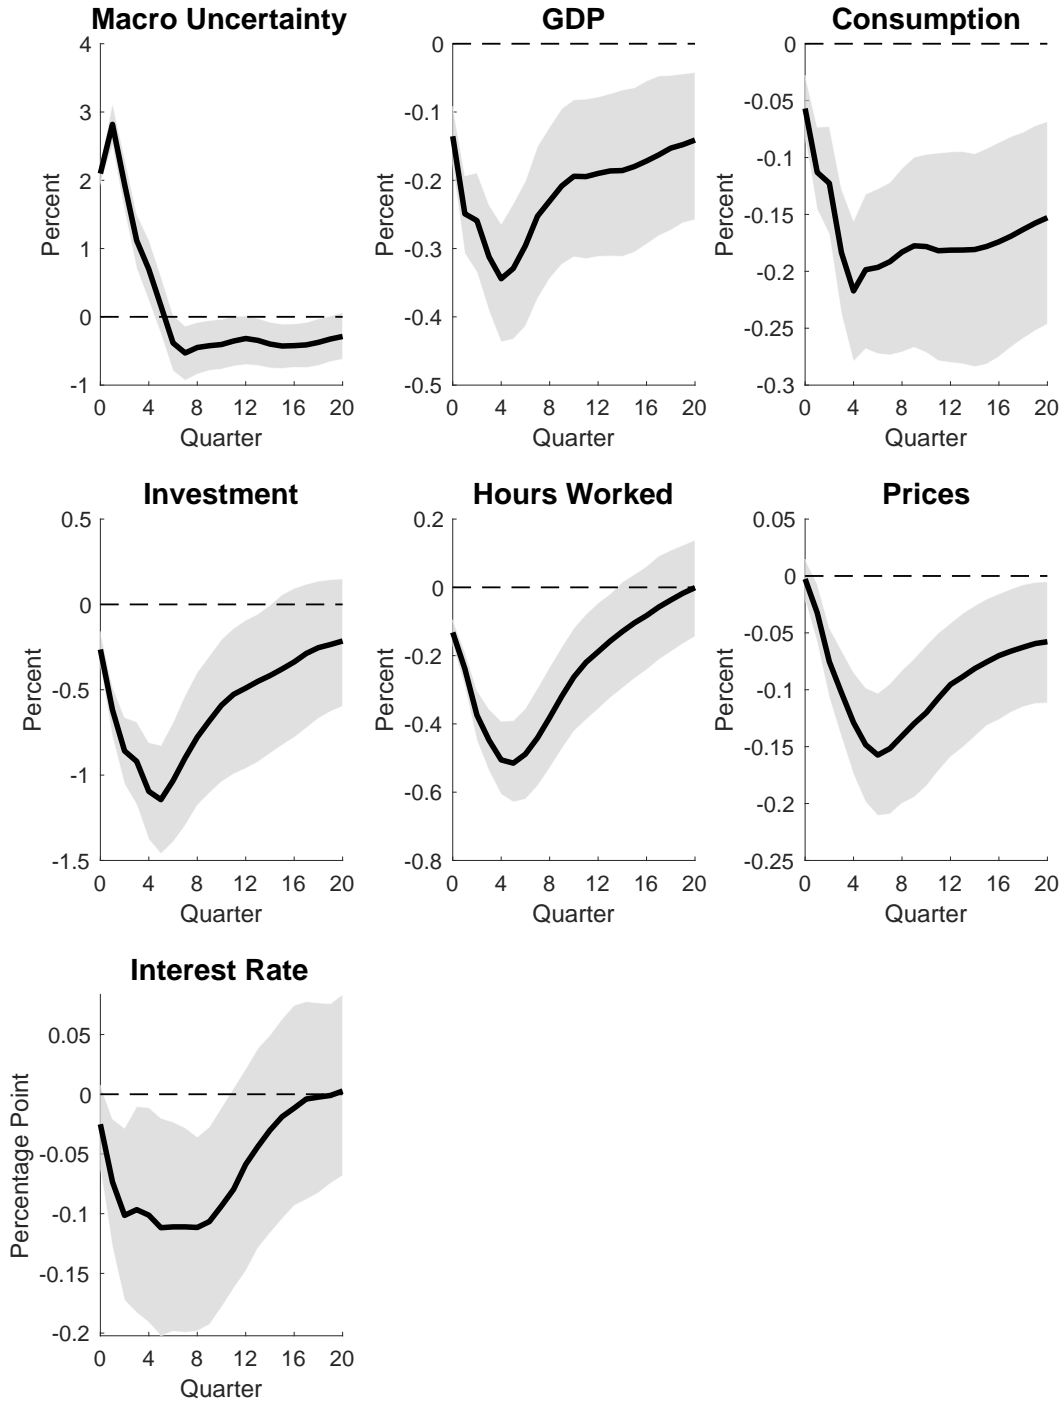 Macro Uncertainty
4
3
2
1
0
-1
Percent
0 4 8 12 16 20
Quarter
GDP
0
-0.1
-0.2
-0.3
-0.4
-0.5
Percent
0 4 8 12 16 20
Quarter
Consumption
0
-0.05
-0.1
-0.15
-0.2
-0.25
-0.3
Percent
0 4 8 12 16 20
Quarter
Investment
0.5
0
-0.5
-1
-1.5
Percent
0 4 8 12 16 20
Quarter
Hours Worked
0.2
0
-0.2
-0.4
-0.6
-0.8
Percent
0 4 8 12 16 20
Quarter
Prices
0.05
0
-0.05
-0.1
-0.15
-0.2
-0.25
Percent
0 4 8 12 16 20
Quarter
Interest Rate
0.05
0
-0.05
-0.1
-0.15
-0.2
Percentage Point
0 4 8 12 16 20
Quarter